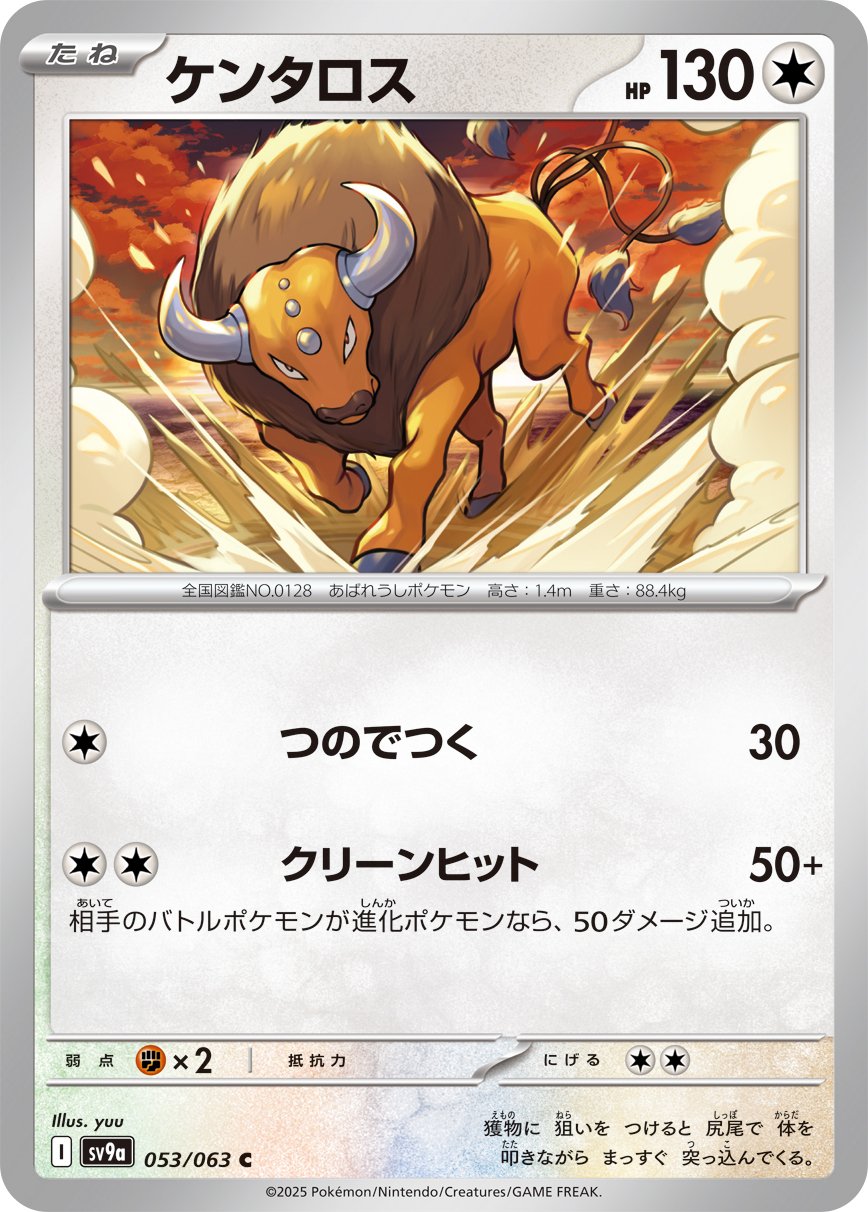 たね ケンタロス HP 130
全国図鑑NO.0128 あばれうしポケモン 高さ：1.4m 重さ：88.4kg
つのでつく 30
クリーンヒット 50+
相手のバトルポケモンが進化ポケモンなら、50ダメージ追加。
弱点 ×2 抵抗力 にげる
Illus. yuu
獲物に 狙いを つけると 尻尾で 体を
叩きながら まっすぐ 突っ込んでくる。
I sv9a 053/063 C
©2025 Pokémon/Nintendo/Creatures/GAME FREAK.